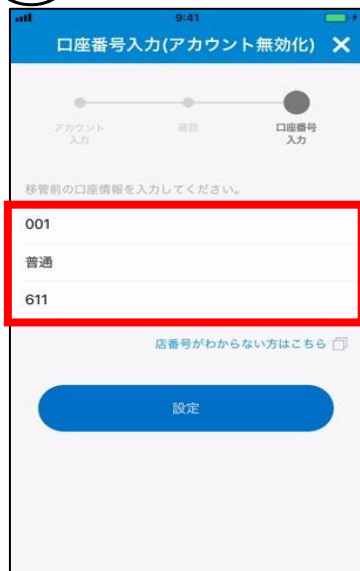 9:41
口座番号入力(アカウント無効化) ×
アカウント
入力
確認
口座番号
入力
移管前の口座情報を入力してください。
001
普通
611
店番号がわからない方はこちら
設定